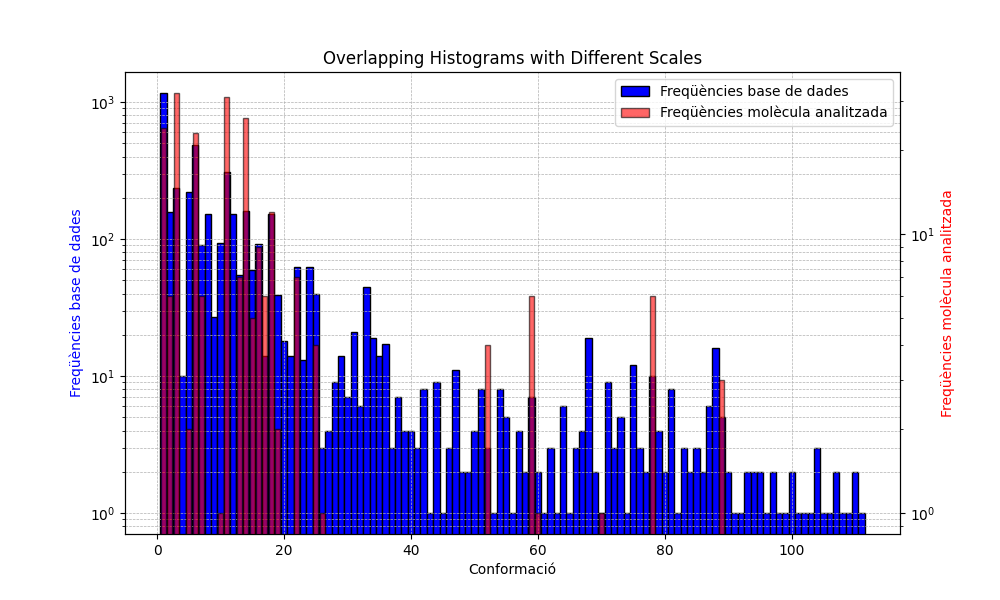 Overlapping Histograms with Different Scales
Freqüències base de dades
Freqüències molècula analitzada
Freqüències base de dades
10³
10²
10¹
10⁰
10¹
10⁰
Freqüències molècula analitzada
0 20 40 60 80 100
Conformació